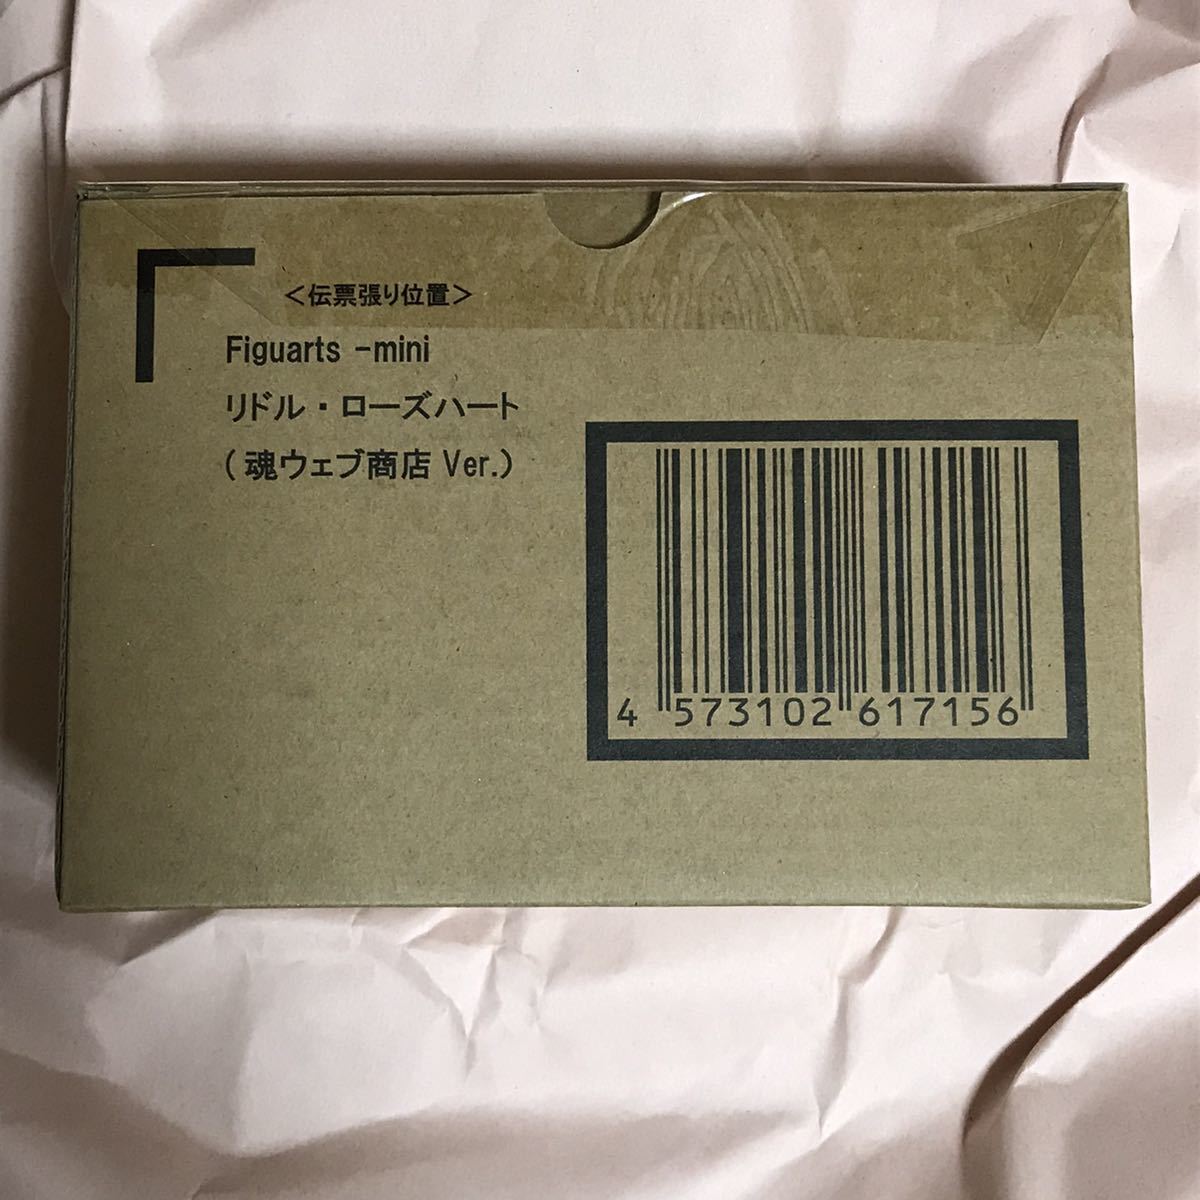 ＜伝票張り位置＞
Figuarts -mini
リドル・ローズハート
(魂ウェブ商店 Ver.)
4 573102 617156